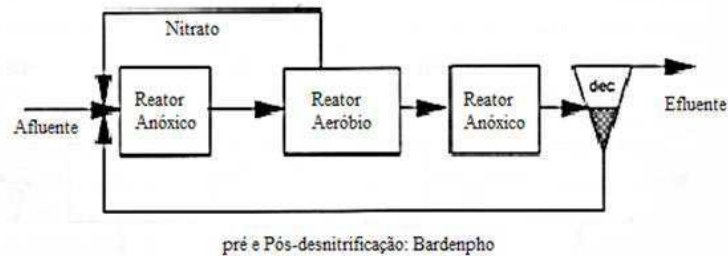 Nitrato
Afluente
Reator
Anóxico
Reator
Aeróbio
Reator
Anóxico
dec
Efluente
pré e Pós-desnitrificação: Bardenpho